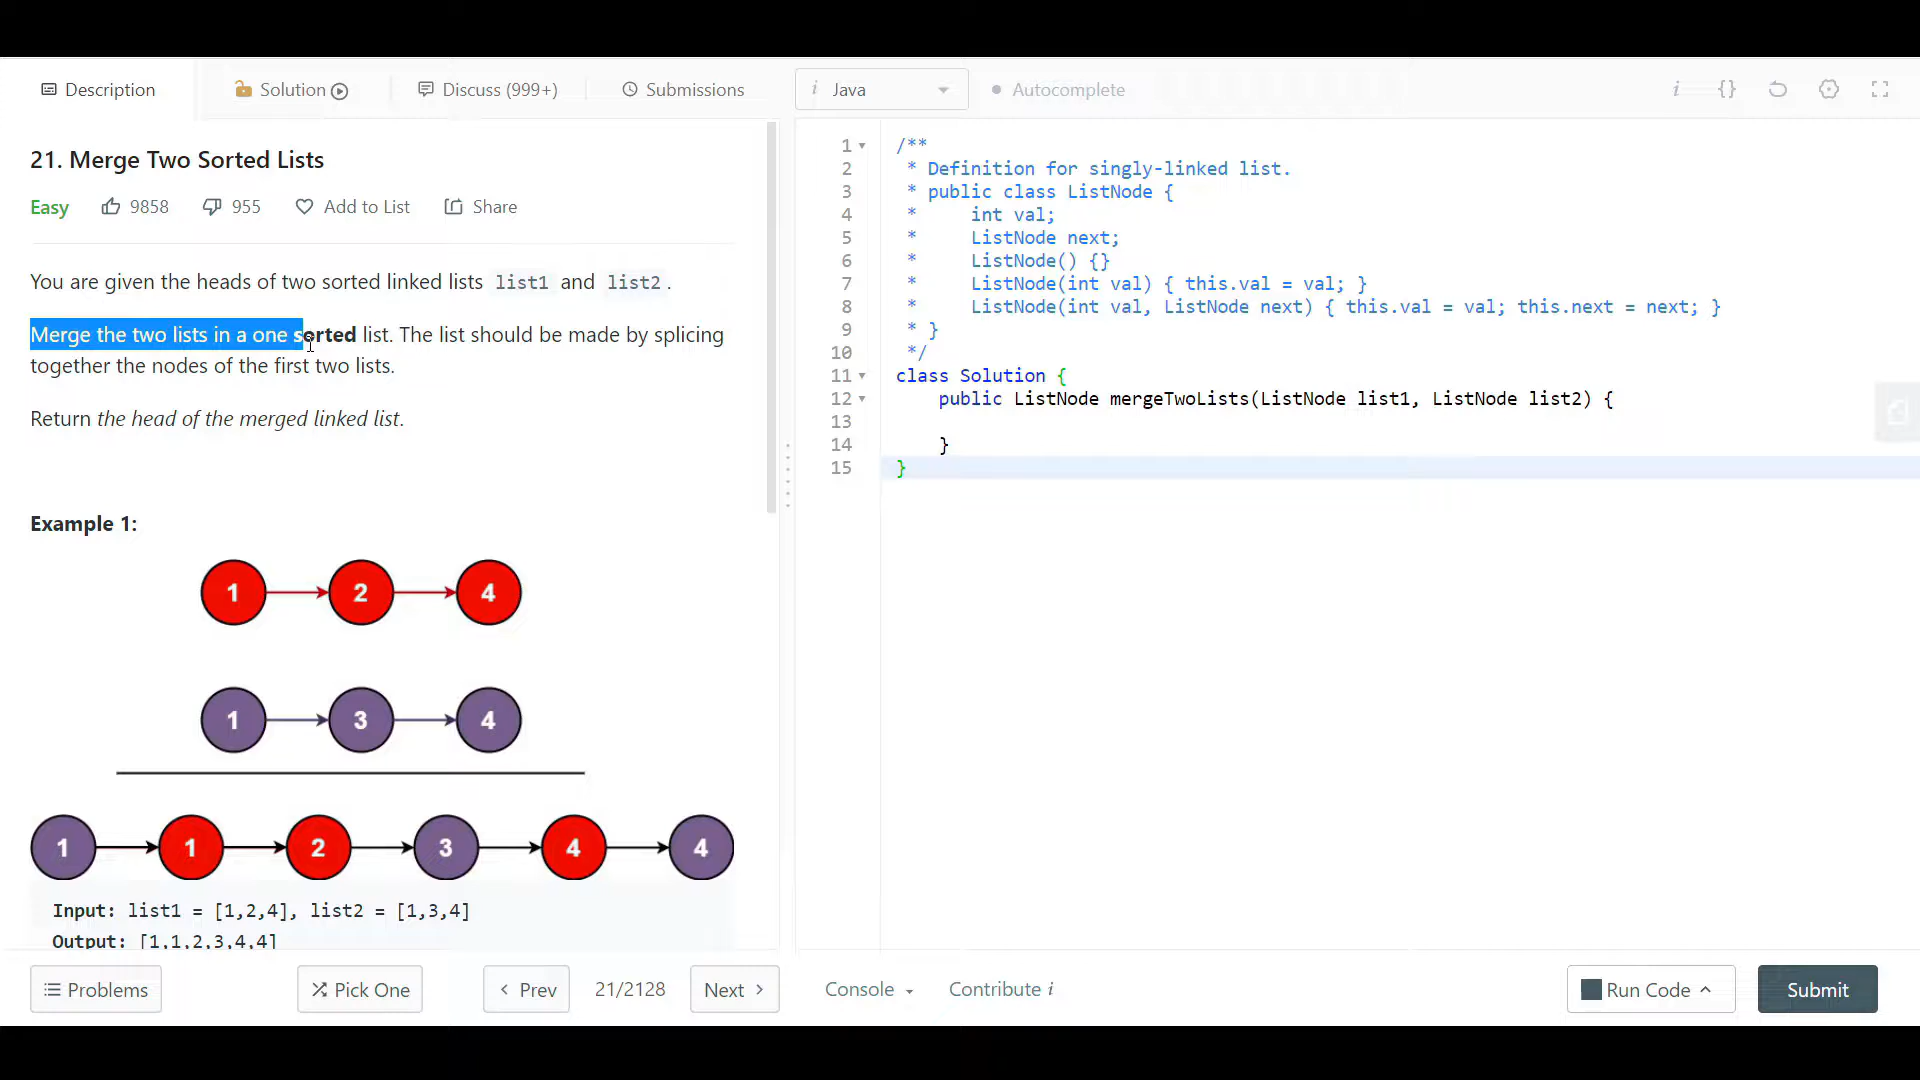 Description
Solution
Discuss (999+)
Submissions
i Java
Autocomplete
i {}
21. Merge Two Sorted Lists
Easy 9858 955 Add to List Share
You are given the heads of two sorted linked lists list1 and list2.
Merge the two lists in a one sorted list. The list should be made by splicing
together the nodes of the first two lists.
Return the head of the merged linked list.
Example 1:
1 2 4
1 3 4
1 1 2 3 4 4
Input: list1 = [1,2,4], list2 = [1,3,4]
Output: [1,1,2,3,4,4]
1 /**
2 * Definition for singly-linked list.
3 * public class ListNode {
4 *     int val;
5 *     ListNode next;
6 *     ListNode() {}
7 *     ListNode(int val) { this.val = val; }
8 *     ListNode(int val, ListNode next) { this.val = val; this.next = next; }
9 * }
10 */
11 class Solution {
12     public ListNode mergeTwoLists(ListNode list1, ListNode list2) {
13
14     }
15 }
Problems
Pick One
< Prev
21/2128
Next >
Console
Contribute i
Run Code
Submit